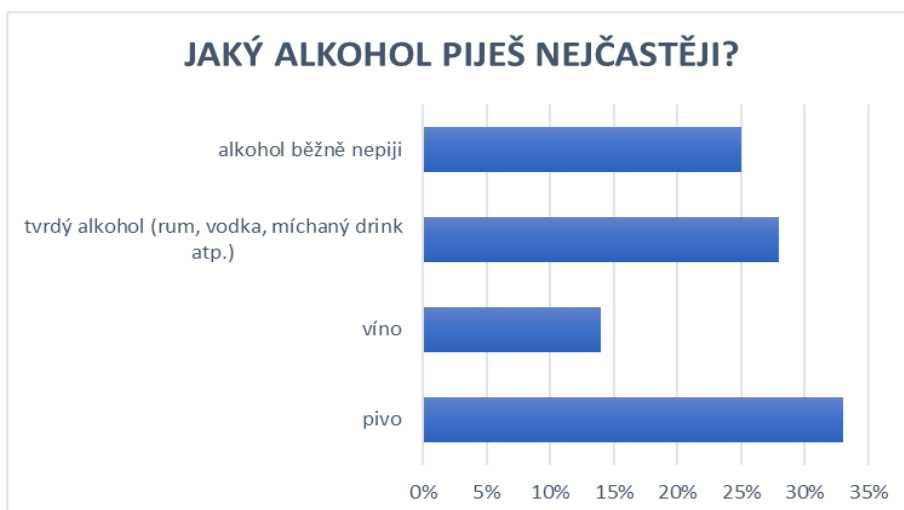 JAKÝ ALKOHOL PIJEŠ NEJČASTĚJI?
alkohol běžně nepiji
tvrdý alkohol (rum, vodka, míchaný drink
atp.)
víno
pivo
0% 5% 10% 15% 20% 25% 30% 35%